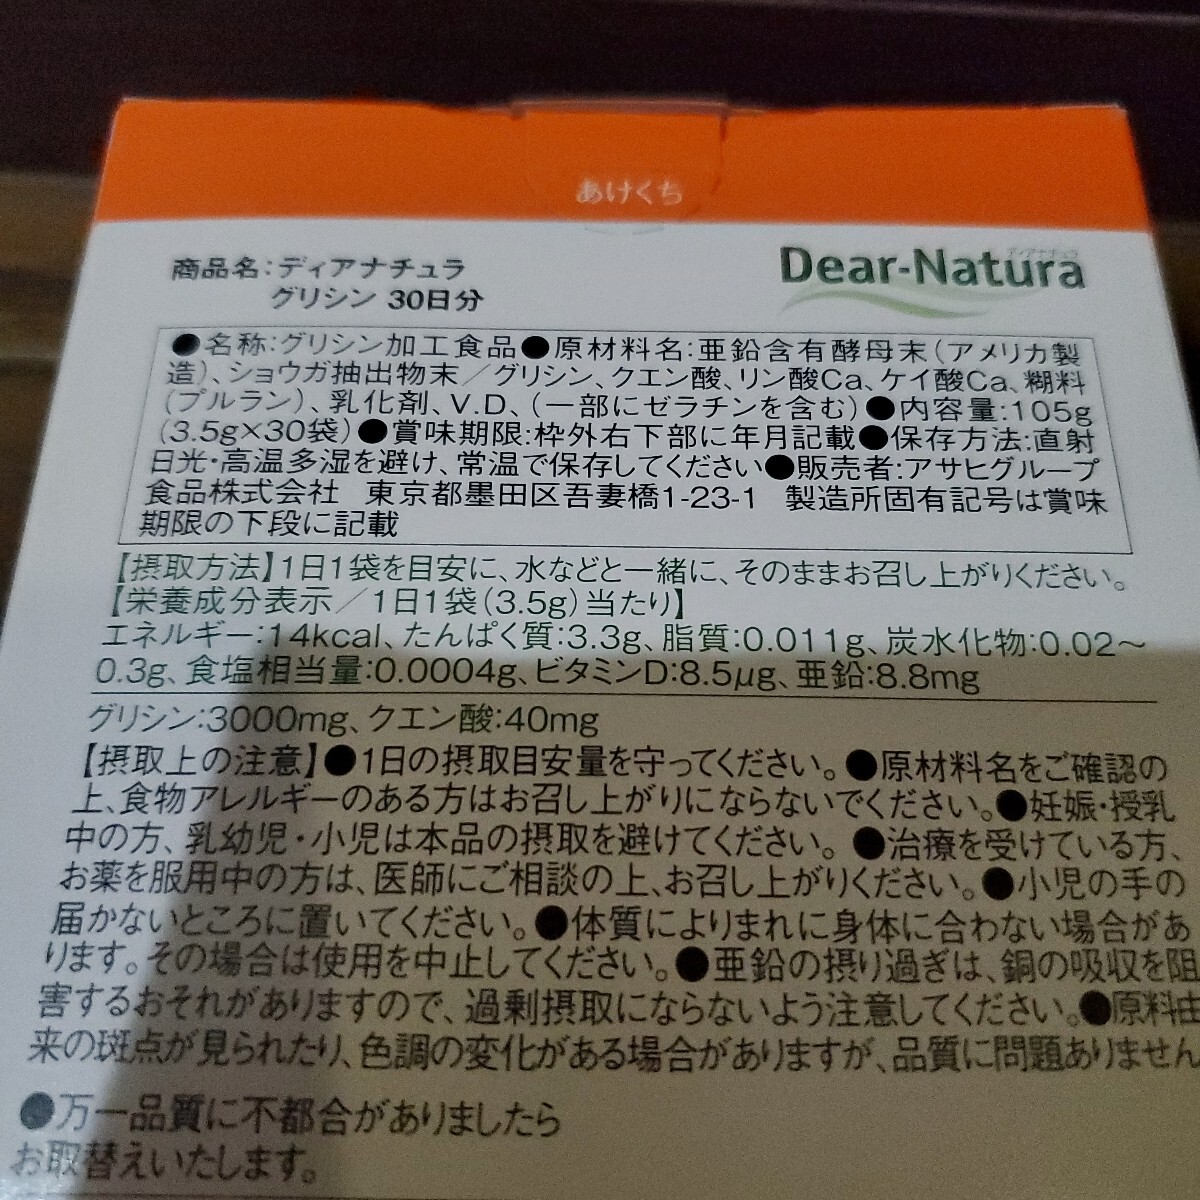 あけくち
商品名:ディアナチュラ
グリシン 30日分
ディアナチュラ
Dear-Natura
●名称:グリシン加工食品●原材料名:亜鉛含有酵母末(アメリカ製
造)、ショウガ抽出物末／グリシン、クエン酸、リン酸Ca、ケイ酸Ca、糊料
(プルラン)、乳化剤、V.D、(一部にゼラチンを含む)●内容量:105g
(3.5g×30袋)●賞味期限:枠外右下部に年月記載●保存方法:直射
日光・高温多湿を避け、常温で保存してください●販売者:アサヒグループ
食品株式会社 東京都墨田区吾妻橋1-23-1 製造所固有記号は賞味
期限の下段に記載
【摂取方法】1日1袋を目安に、水などと一緒に、そのままお召し上がりください。
【栄養成分表示／1日1袋(3.5g)当たり】
エネルギー:14kcal、たんぱく質:3.3g、脂質:0.011g、炭水化物:0.02〜
0.3g、食塩相当量:0.0004g、ビタミンD:8.5μg、亜鉛:8.8mg
グリシン:3000mg、クエン酸:40mg
【摂取上の注意】●1日の摂取目安量を守ってください。●原材料名をご確認の
上、食物アレルギーのある方はお召し上がりにならないでください。●妊娠・授乳
中の方、乳幼児・小児は本品の摂取を避けてください。●治療を受けている方、
お薬を服用中の方は、医師にご相談の上、お召し上がりください。●小児の手の
届かないところに置いてください。●体質によりまれに身体に合わない場合があ
ります。その場合は使用を中止してください。●亜鉛の摂り過ぎは、銅の吸収を阻
害するおそれがありますので、過剰摂取にならないよう注意してください。●原料由
来の斑点が見られたり、色調の変化がある場合がありますが、品質に問題ありません
●万一品質に不都合がありましたら
お取替えいたします。